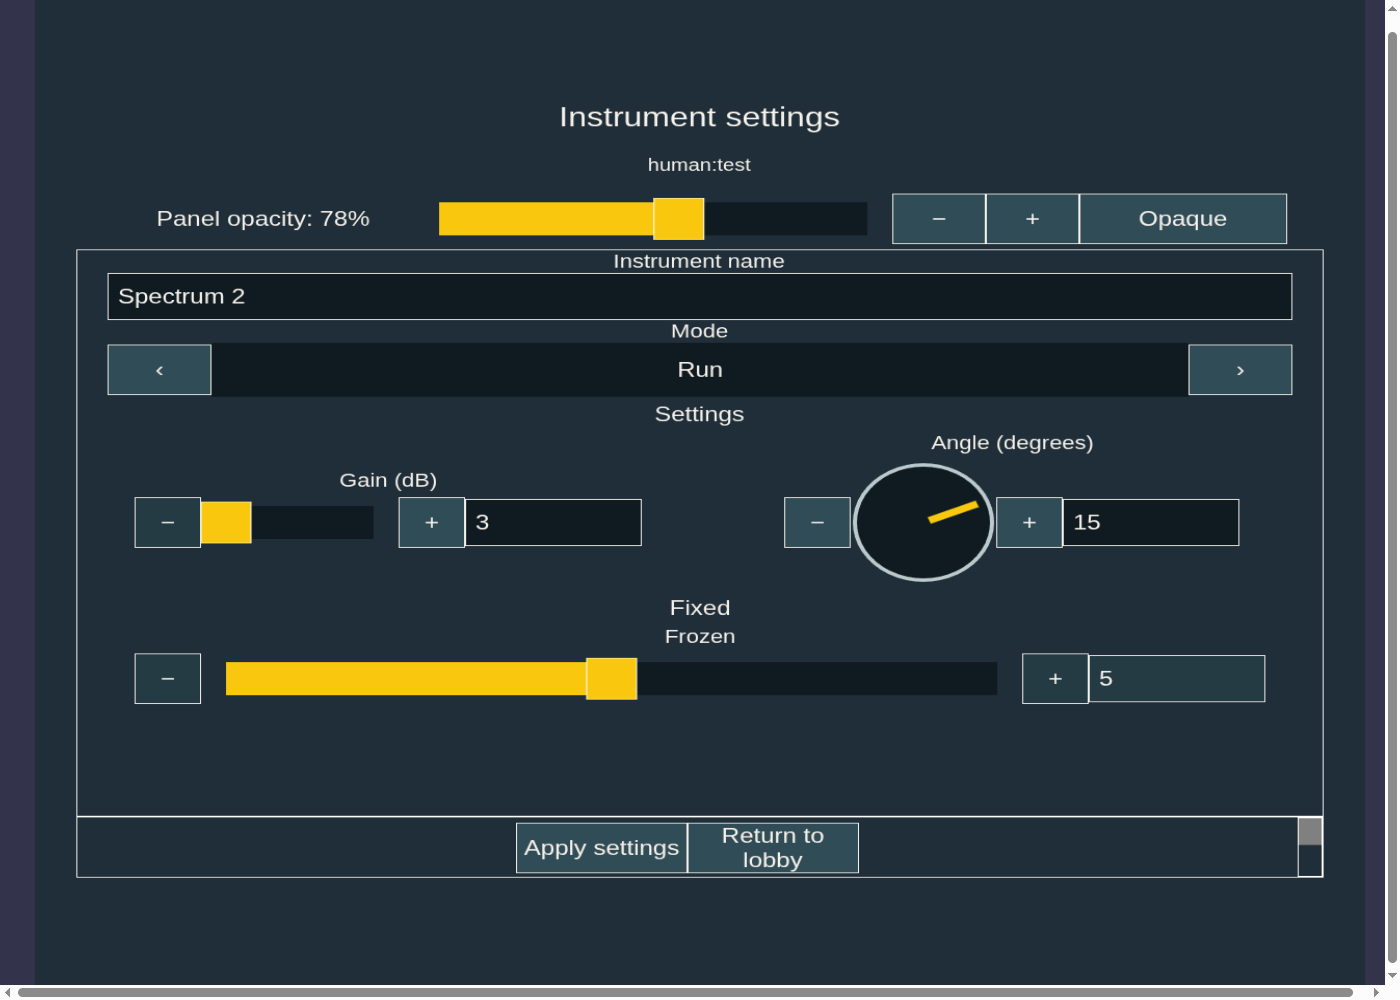 Instrument settings
human:test
Panel opacity: 78%
−
+
Opaque
Instrument name
Spectrum 2
Mode
‹
Run
›
Settings
Gain (dB)
−
+
3
Angle (degrees)
−
+
15
Fixed
Frozen
−
+
5
Apply settings
Return to
lobby